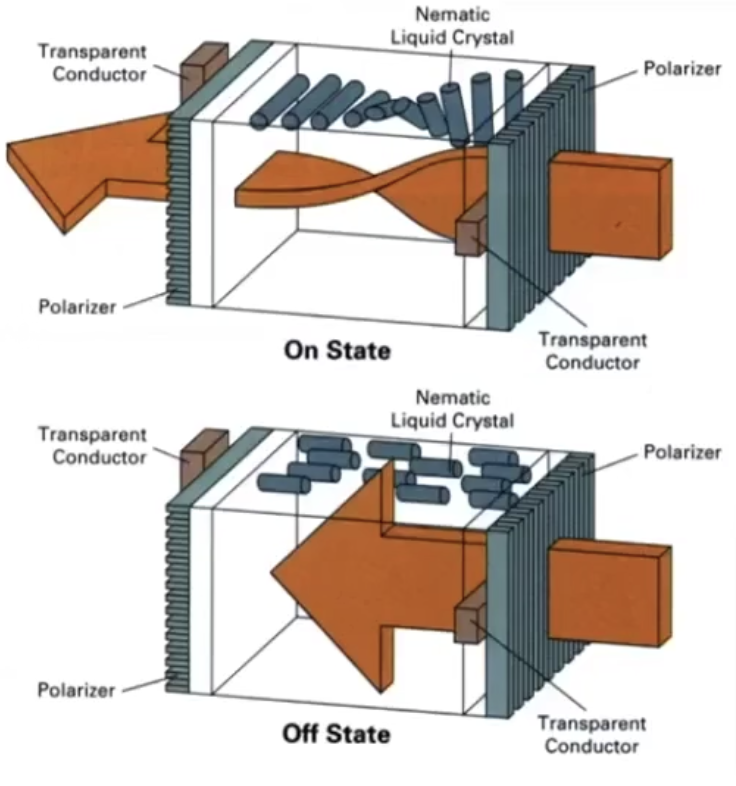 Nematic
Liquid Crystal
Transparent
Conductor
Polarizer
Polarizer
Transparent
Conductor
On State
Nematic
Liquid Crystal
Transparent
Conductor
Polarizer
Polarizer
Transparent
Conductor
Off State